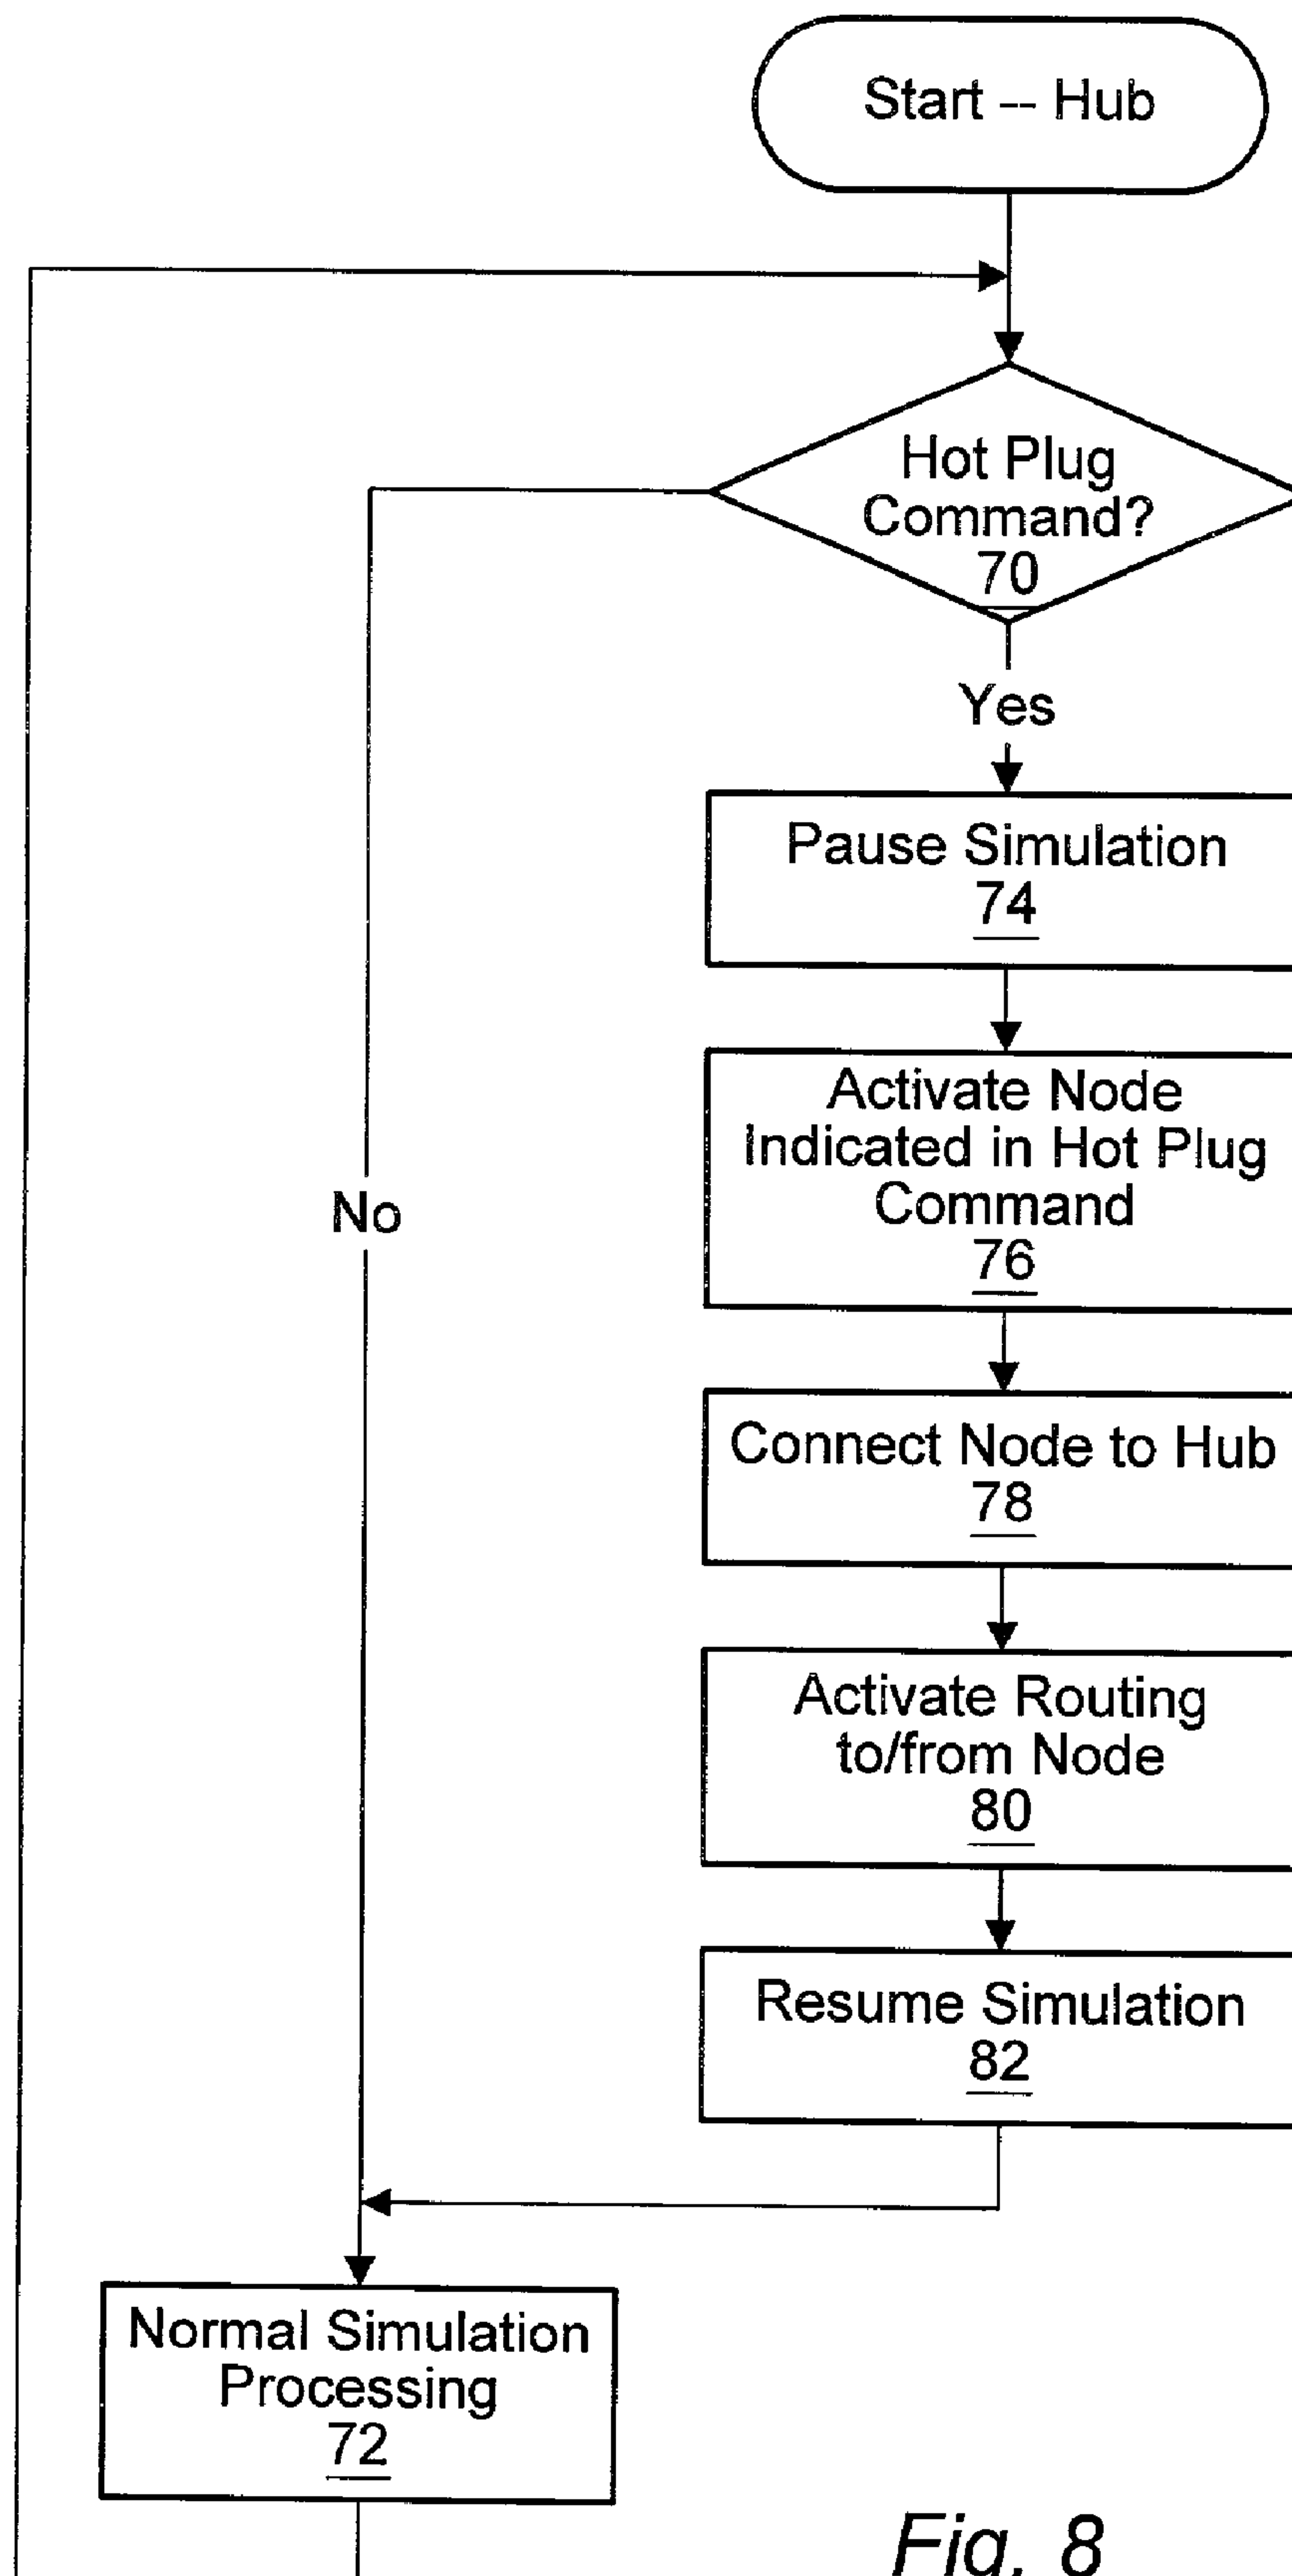 Start -- Hub
Hot Plug
Command?
70
Yes
Pause Simulation
74
Activate Node
Indicated in Hot Plug
Command
76
No
Connect Node to Hub
78
Activate Routing
to/from Node
80
Resume Simulation
82
Normal Simulation
Processing
72
Fig. 8